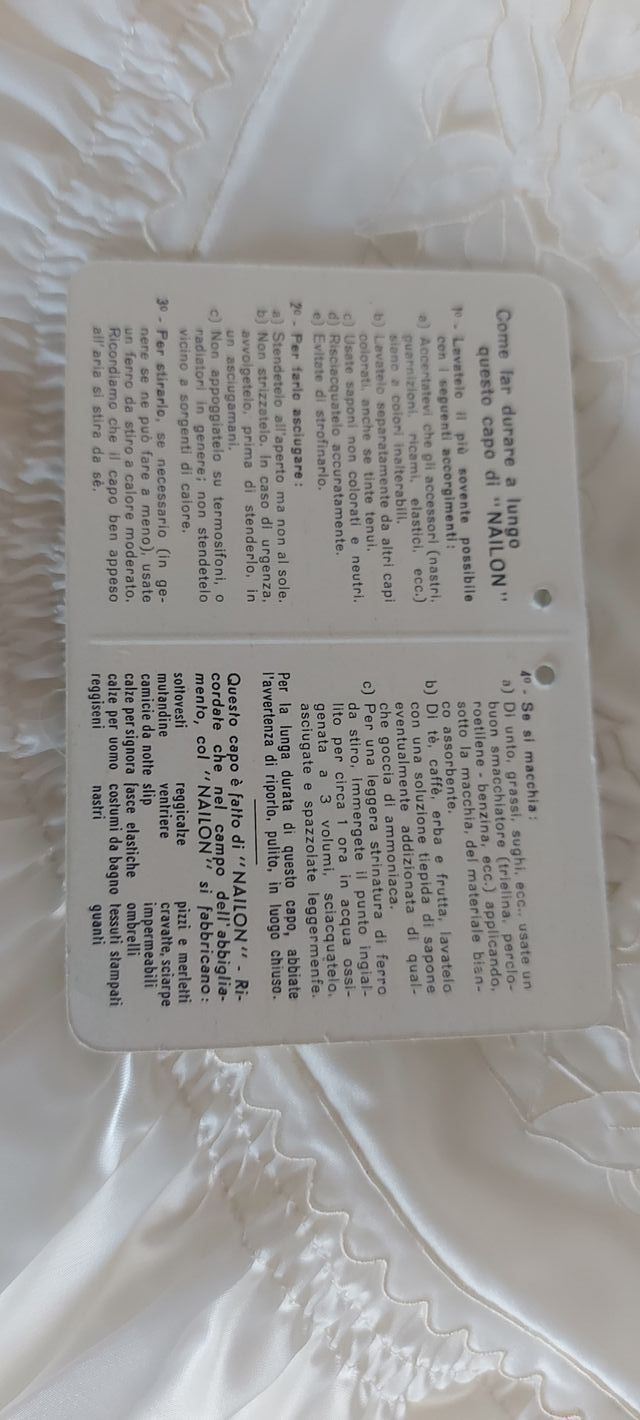 Come far durare a lungo
questo capo di "NAILON"
1º - Lavatelo il più sovente possibile
con i seguenti accorgimenti:
a) Accertatevi che gli accessori (nastri,
guarnizioni, ricami, elastici, ecc.)
siano a colori inalterabili.
b) Lavatelo separatamente da altri capi
colorati, anche se tinte tenui.
c) Usate saponi non colorati e neutri.
d) Risciacquatelo accuratamente.
e) Evitate di strofinarlo.
2º - Per farlo asciugare:
a) Stendetelo all'aperto ma non al sole.
b) Non strizzatelo. In caso di urgenza,
avvolgetelo, prima di stenderlo, in
un asciugamani.
c) Non appoggiatelo su termosifoni, o
radiatori in genere; non stendetelo
vicino a sorgenti di calore.
3º - Per stirarlo, se necessario (in ge-
nere se ne può fare a meno), usate
un ferro da stiro a calore moderato.
Ricordiamo che il capo ben appeso
all'aria si stira da sè.
4º - Se si macchia:
a) Di unto, grassi, sughi, ecc.. usate un
buon smacchiatore (trielina, perclo-
roetilene - benzina, ecc.) applicando,
sotto la macchia, del materiale bian-
co assorbente.
b) Di tè, caffè, erba e frutta, lavatelo
con una soluzione tiepida di sapone
eventualmente addizionata di qual-
che goccia di ammoniaca.
c) Per una leggera strinatura di ferro
da stiro, immergete il punto ingial-
lito per circa 1 ora in acqua ossi-
genata a 3 volumi, sciacquatelo,
asciugate e spazzolate leggermente.
Per la lunga durata di questo capo, abbiate
l'avvertenza di riporlo, pulito, in luogo chiuso.
Questo capo è fatto di "NAILON" - Ri-
cordate che nel campo dell'abbiglia-
mento, col "NAILON" si fabbricano:
sottovesti reggicalze pizzi e merletti
mutandine ventriere cravatte, sciarpe
camicie da notte slip impermeabili
calze per signora fasce elastiche ombrelli
calze per uomo costumi da bagno tessuti stampati
reggiseni nastri guanti